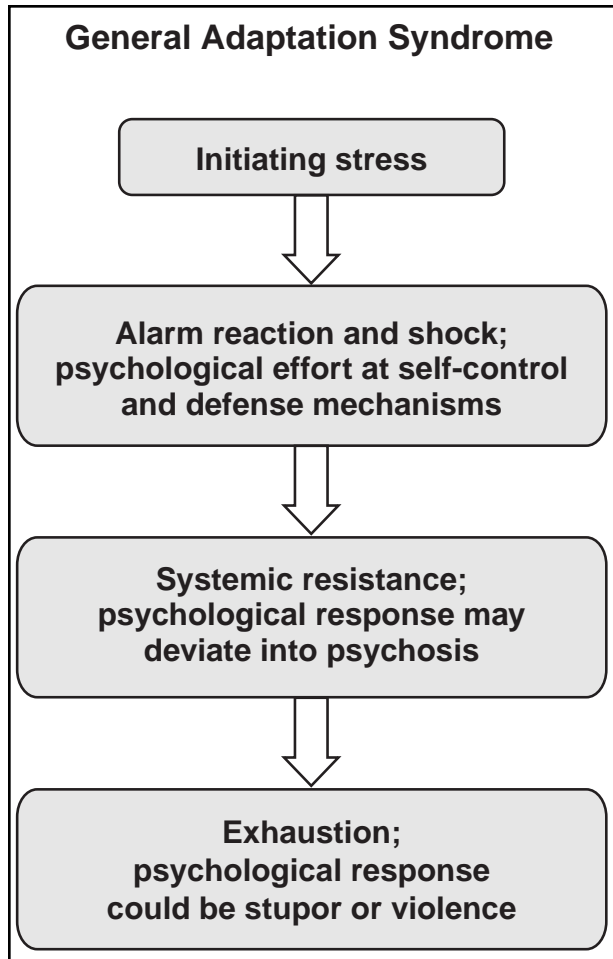 General Adaptation Syndrome
Initiating stress
Alarm reaction and shock;
psychological effort at self-control
and defense mechanisms
Systemic resistance;
psychological response may
deviate into psychosis
Exhaustion;
psychological response
could be stupor or violence